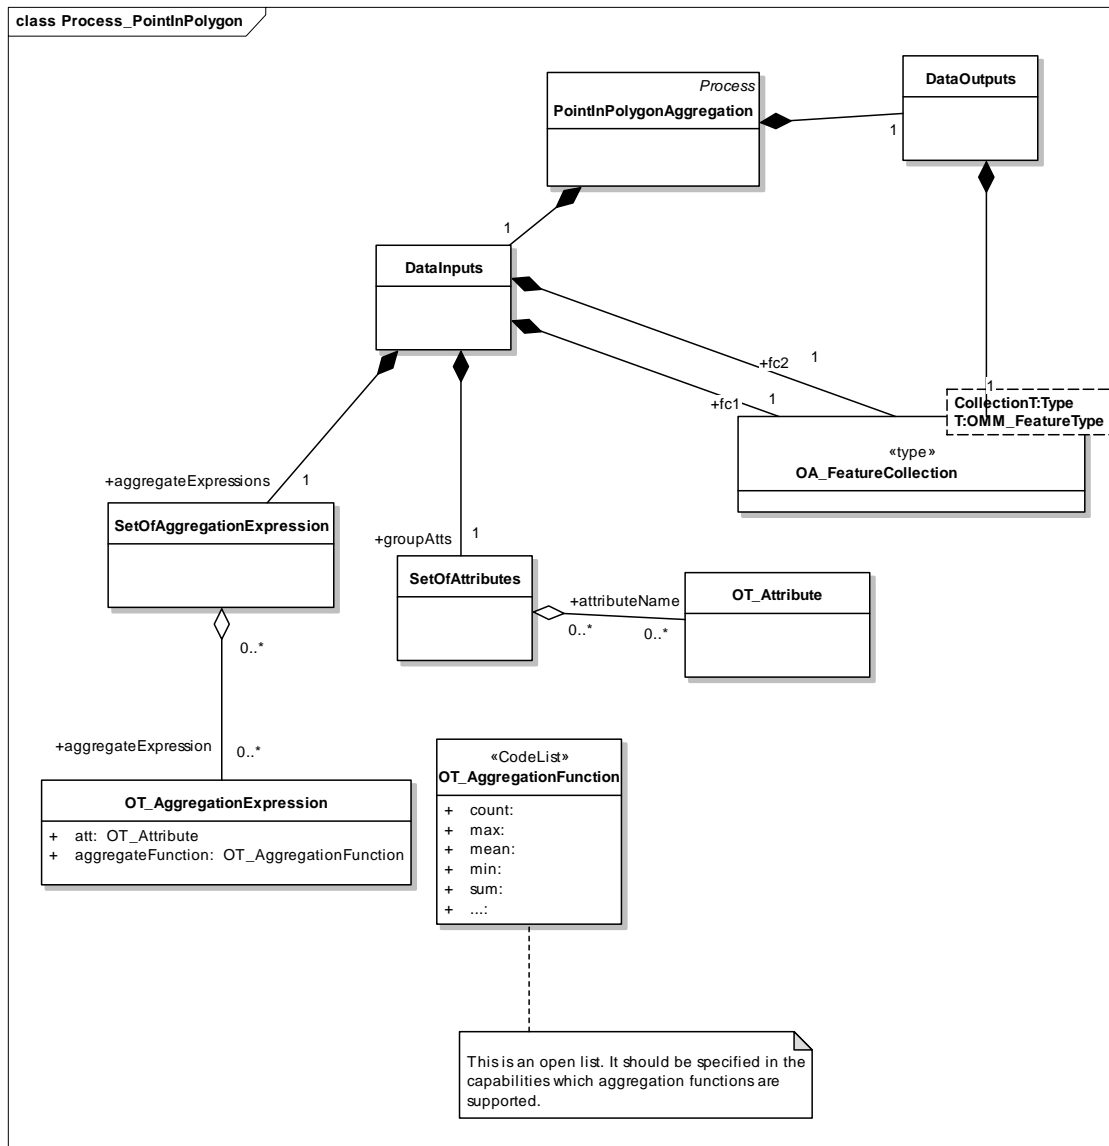 class Process_PointInPolygon
Process
PointInPolygonAggregation
DataOutputs
1
1
DataInputs
+fc2
1
+fc1
1
1
CollectionT:Type
T:OMM_FeatureType
«type»
OA_FeatureCollection
+aggregateExpressions
1
SetOfAggregationExpression
+groupAtts
1
SetOfAttributes
+attributeName
0..*
0..*
OT_Attribute
0..*
+aggregateExpression
0..*
OT_AggregationExpression
+ att: OT_Attribute
+ aggregateFunction: OT_AggregationFunction
«CodeList»
OT_AggregationFunction
+ count:
+ max:
+ mean:
+ min:
+ sum:
+ ...:
This is an open list. It should be specified in the
capabilities which aggregation functions are
supported.